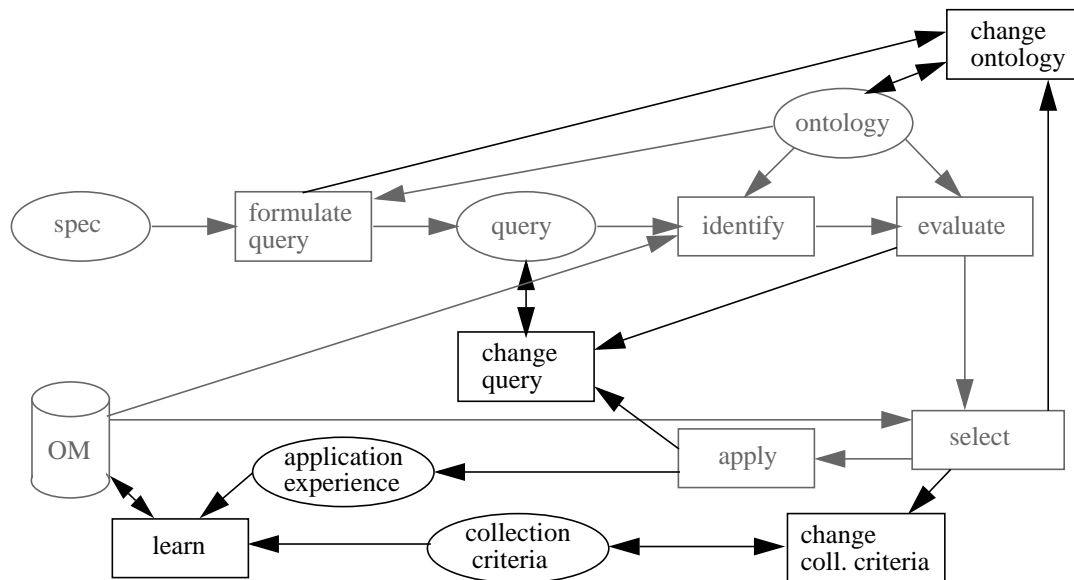 change
ontology
ontology
spec
formulate
query
query
identify
evaluate
change
query
OM
application
experience
apply
select
learn
collection
criteria
change
coll. criteria